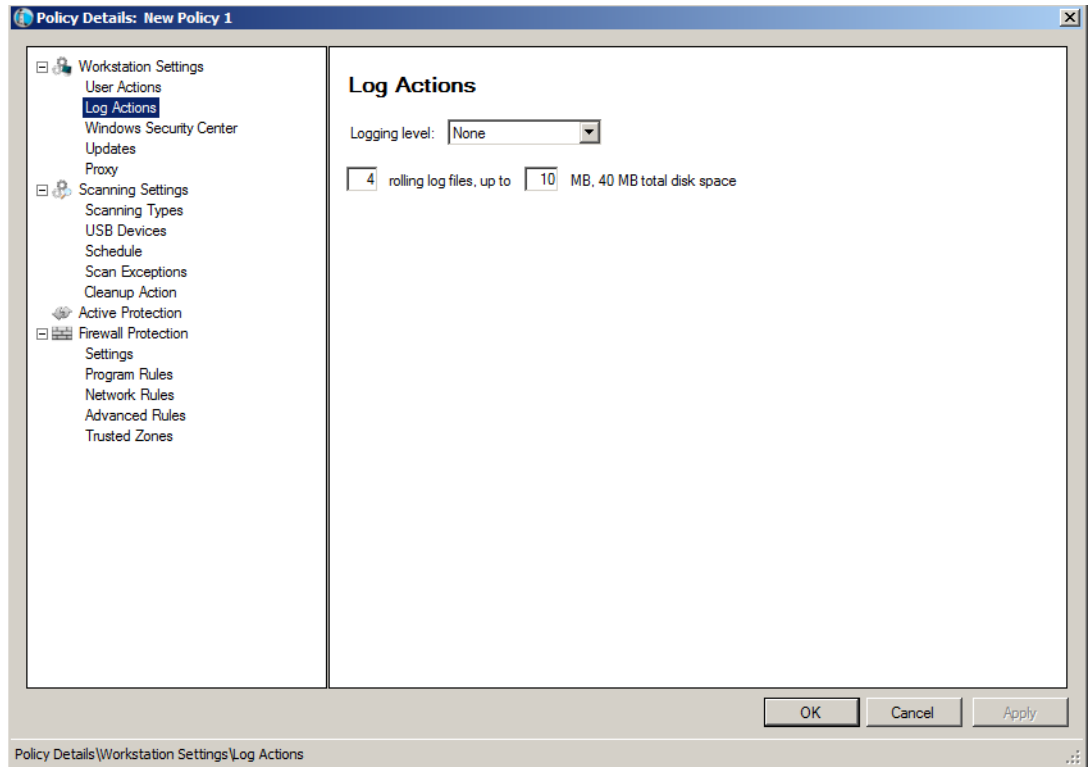 Policy Details: New Policy 1
Workstation Settings
User Actions
Log Actions
Windows Security Center
Updates
Proxy
Scanning Settings
Scanning Types
USB Devices
Schedule
Scan Exceptions
Cleanup Action
Active Protection
Firewall Protection
Settings
Program Rules
Network Rules
Advanced Rules
Trusted Zones
Log Actions
Logging level: None
4 rolling log files, up to 10 MB, 40 MB total disk space
OK Cancel Apply
Policy Details\Workstation Settings\Log Actions